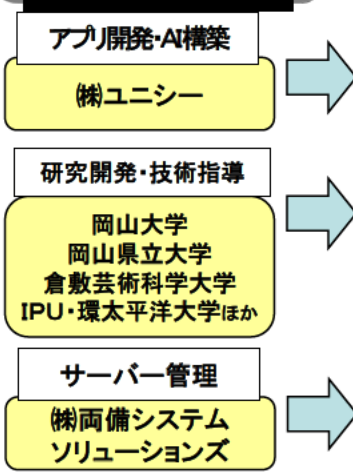 アプリ開発・AI構築
㈱ユニシー
研究開発・技術指導
岡山大学
岡山県立大学
倉敷芸術科学大学
IPU・環太平洋大学ほか
サーバー管理
㈱両備システム
ソリューションズ